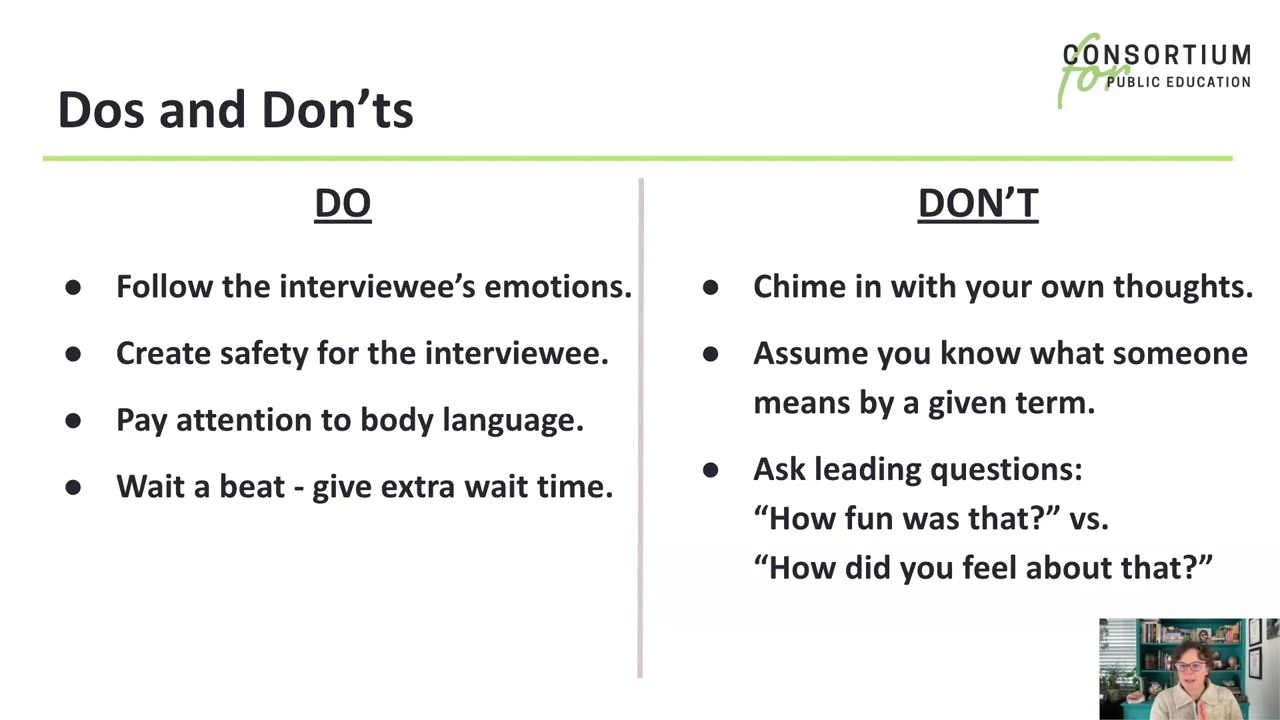 CONSORTIUM
for PUBLIC EDUCATION
Dos and Don’ts
DO
● Follow the interviewee’s emotions.
● Create safety for the interviewee.
● Pay attention to body language.
● Wait a beat - give extra wait time.
DON’T
● Chime in with your own thoughts.
● Assume you know what someone
means by a given term.
● Ask leading questions:
“How fun was that?” vs.
“How did you feel about that?”